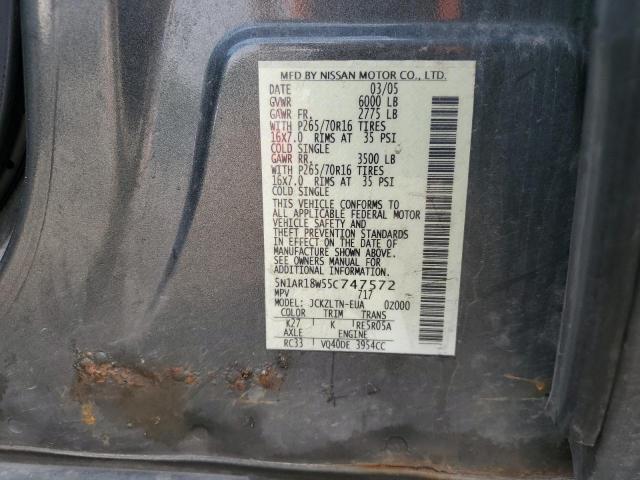 MFD BY NISSAN MOTOR CO., LTD.
DATE 03/05
GVWR 6000 LB
GAWR FR. 2775 LB
WITH P265/70R16 TIRES
16X7.0 RIMS AT 35 PSI
COLD SINGLE
GAWR RR. 3500 LB
WITH P265/70R16 TIRES
16X7.0 RIMS AT 35 PSI
COLD SINGLE
THIS VEHICLE CONFORMS TO
ALL APPLICABLE FEDERAL MOTOR
VEHICLE SAFETY AND
THEFT PREVENTION STANDARDS
IN EFFECT ON THE DATE OF
MANUFACTURE SHOWN ABOVE.
SEE OWNERS MANUAL FOR
ADDITIONAL INFORMATION
5N1AR18W55C747572
MPV 717
MODEL: JCKZLTN-EUA 02000
COLOR TRIM TRANS
K27 K RE5R05A
AXLE ENGINE
RC33 VQ40DE 3954CC